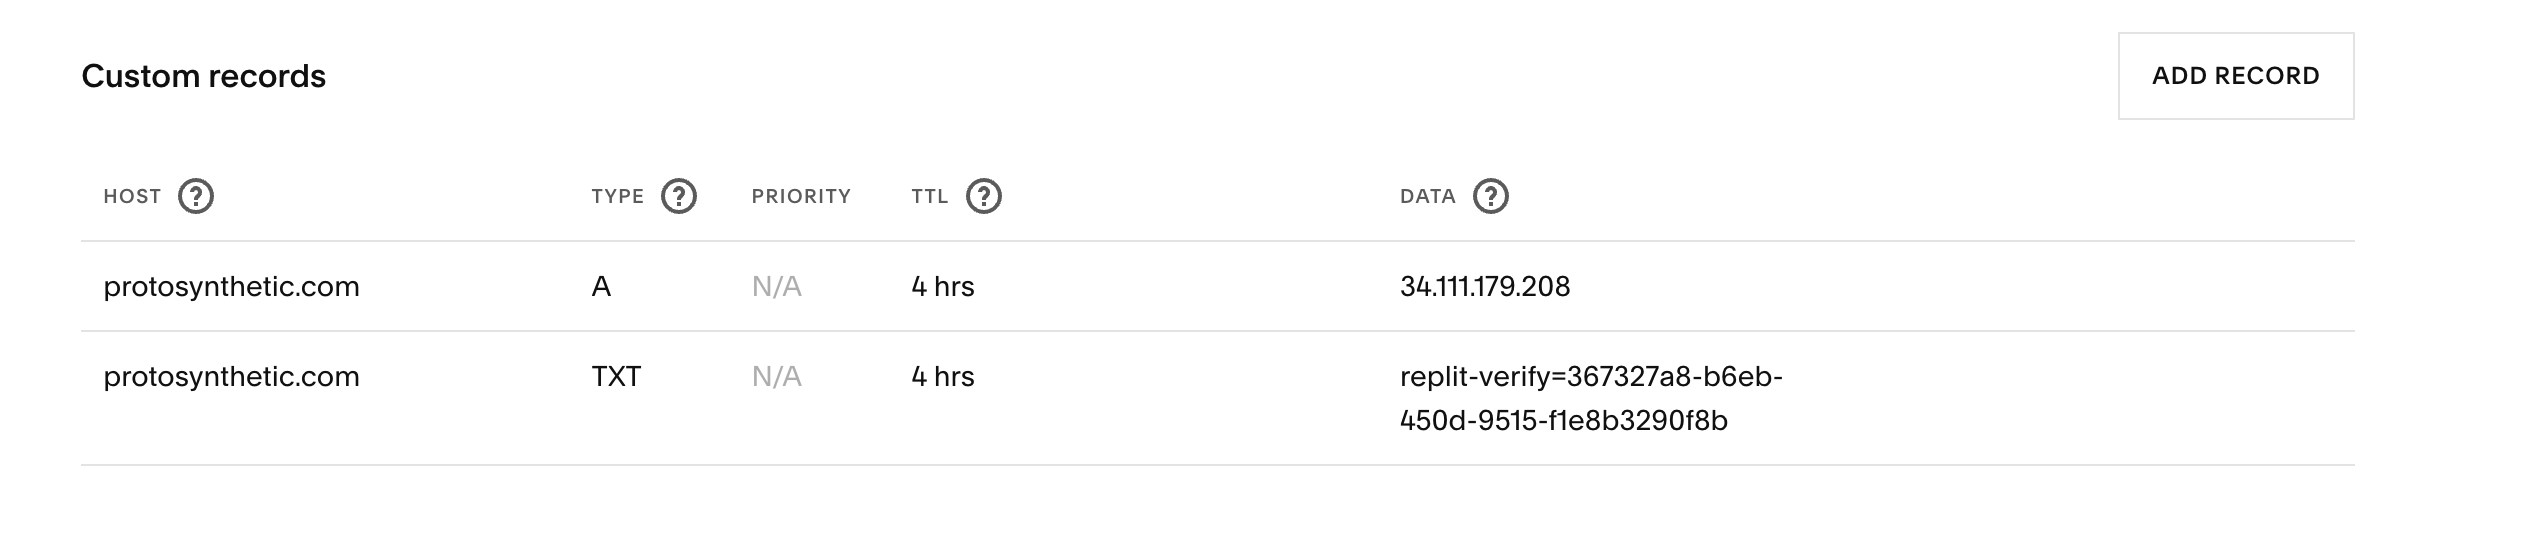 Custom records
ADD RECORD
HOST ? TYPE ? PRIORITY TTL ? DATA ?
protosynthetic.com A N/A 4 hrs 34.111.179.208
protosynthetic.com TXT N/A 4 hrs replit-verify=367327a8-b6eb-
450d-9515-f1e8b3290f8b